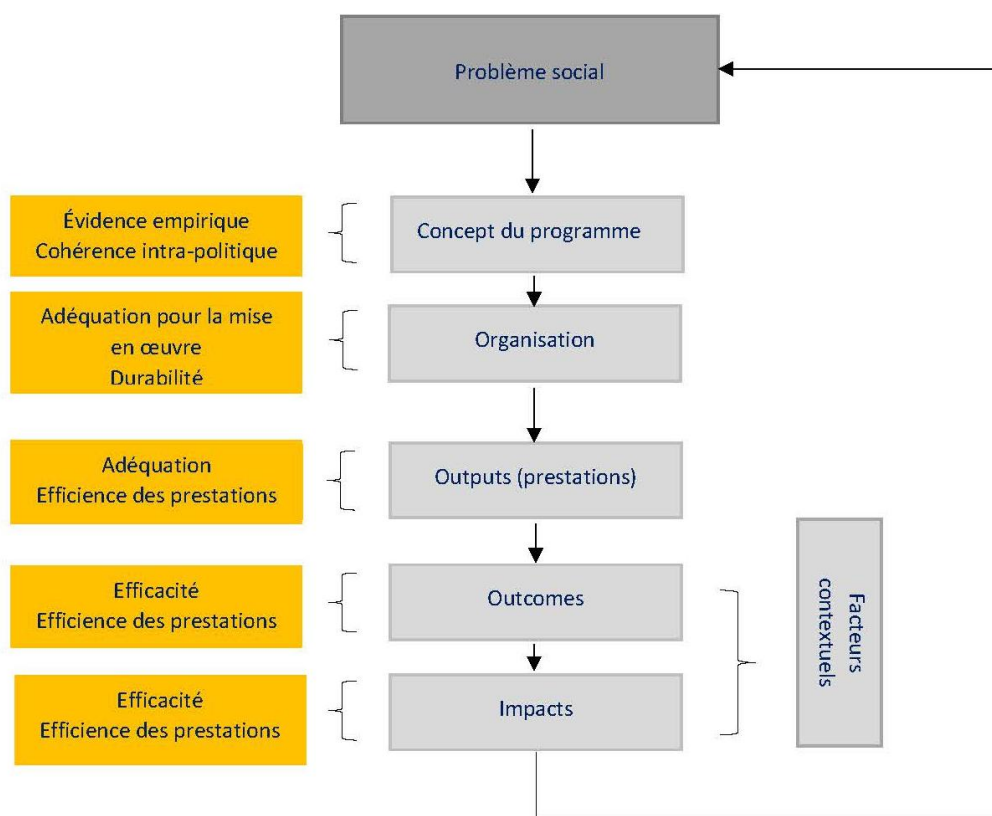 Problème social
Évidence empirique
Cohérence intra-politique
Concept du programme
Adéquation pour la mise
en œuvre
Durabilité
Organisation
Adéquation
Efficience des prestations
Outputs (prestations)
Efficacité
Efficience des prestations
Outcomes
Facteurs
contextuels
Efficacité
Efficience des prestations
Impacts